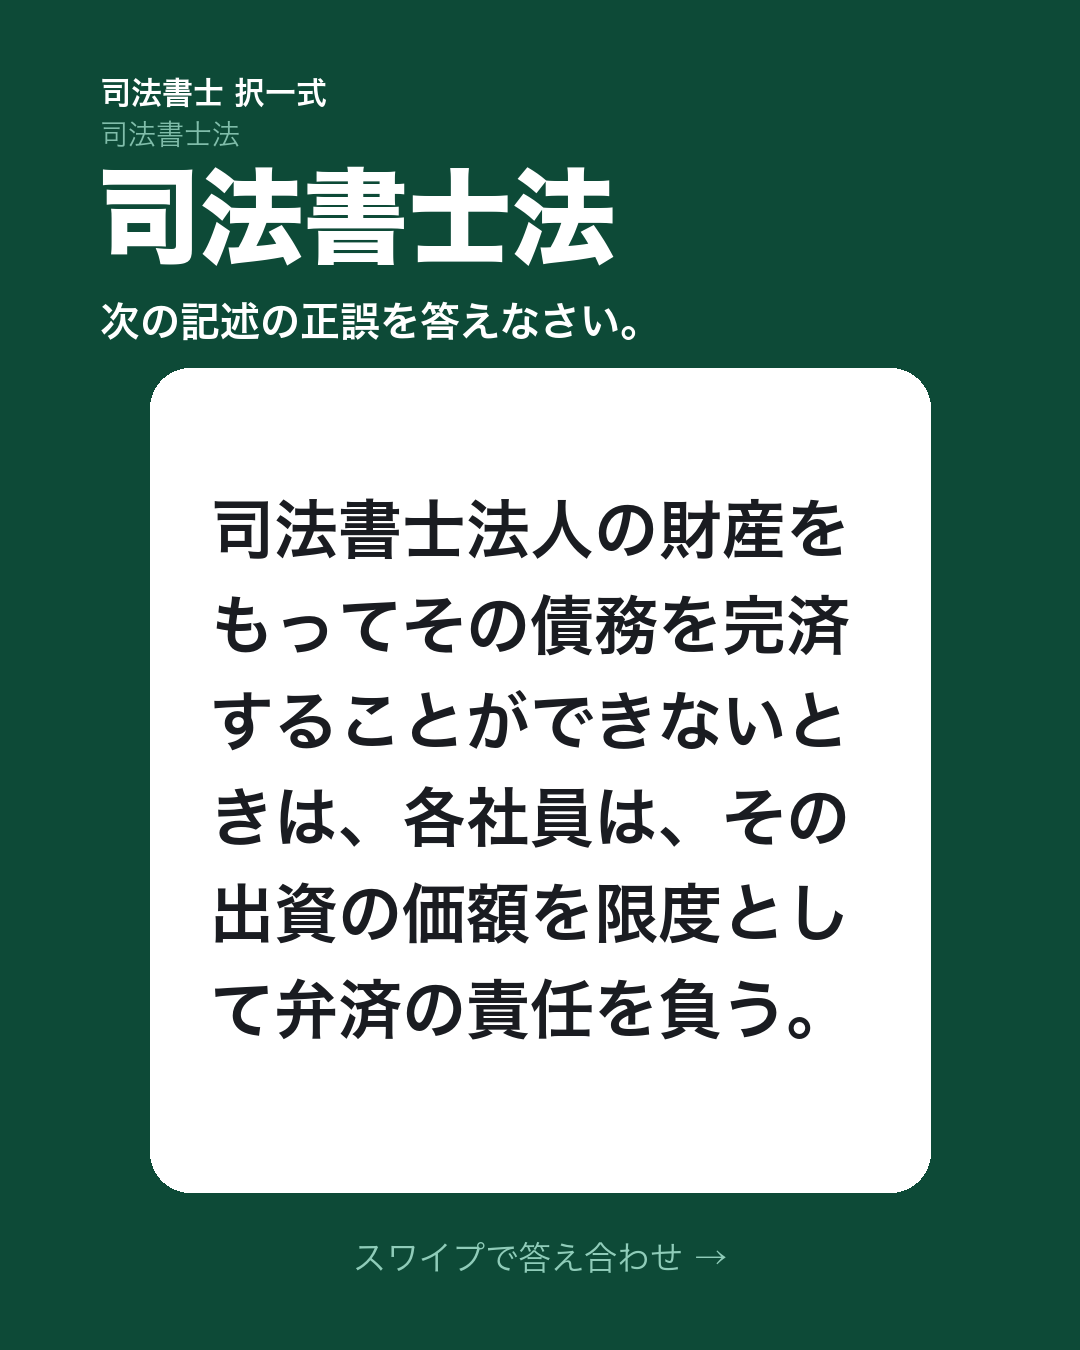 司法書士 択一式
司法書士法
司法書士法
次の記述の正誤を答えなさい。
司法書士法人の財産を
もってその債務を完済
することができないと
きは、各社員は、その
出資の価額を限度とし
て弁済の責任を負う。
スワイプで答え合わせ →